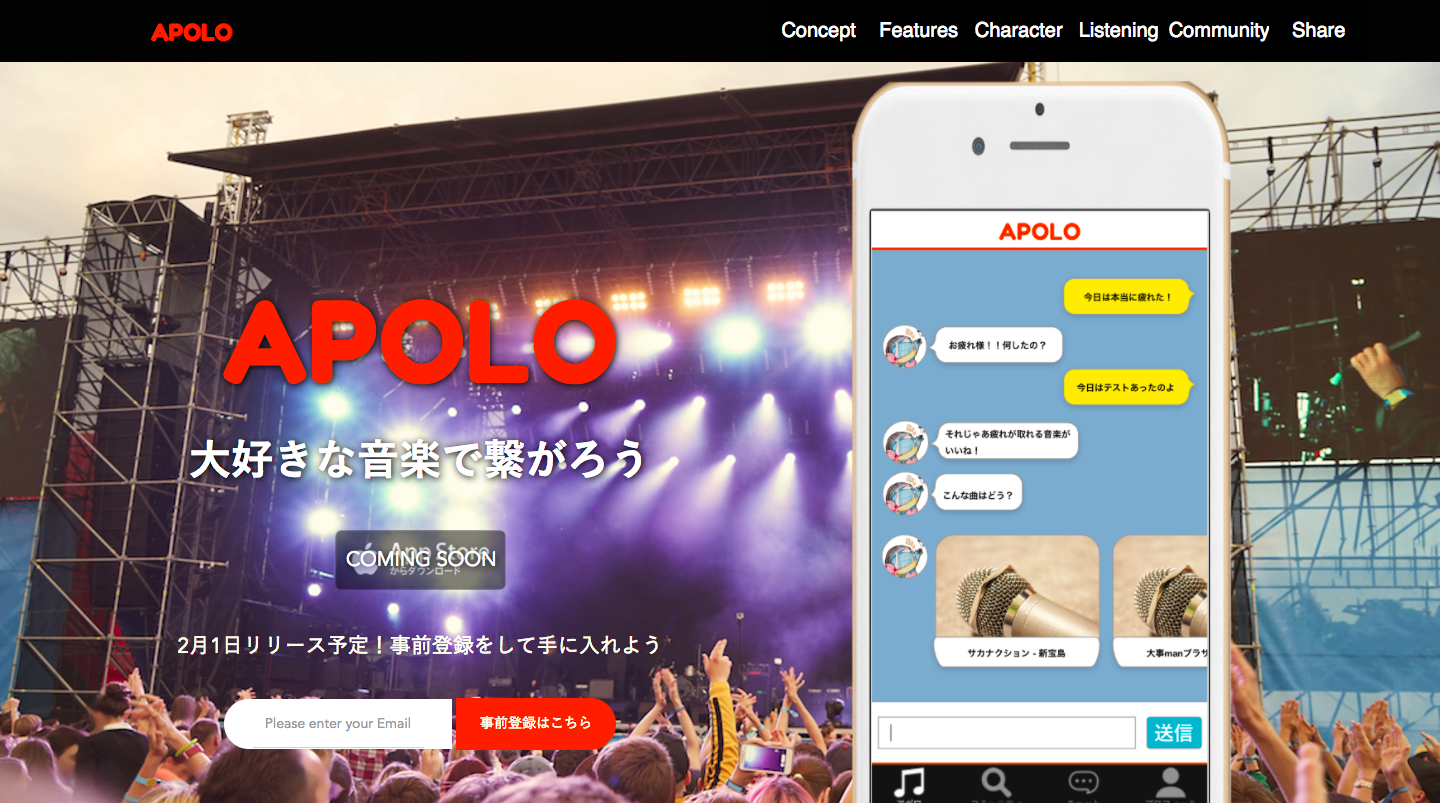 APOLO
Concept Features Character Listening Community Share
APOLO
大好きな音楽で繋がろう
COMING SOON
App Store
からダウンロード
2月1日リリース予定！事前登録をして手に入れよう
Please enter your Email
事前登録はこちら
APOLO
今日は本当に疲れた！
お疲れ様！！何したの？
今日はテストあったのよ
それじゃあ疲れが取れる音楽が
いいね！
こんな曲はどう？
サカナクション - 新宝島
大事manブラザ
送信